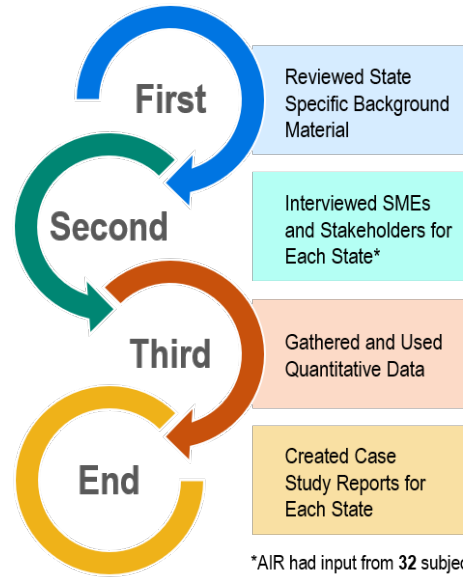 First
Reviewed State
Specific Background
Material
Second
Interviewed SMEs
and Stakeholders for
Each State*
Third
Gathered and Used
Quantitative Data
End
Created Case
Study Reports for
Each State
*AIR had input from 32